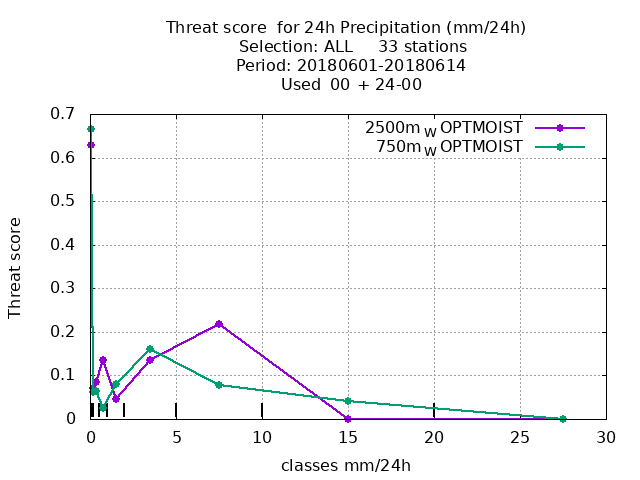 Threat score  for 24h Precipitation (mm/24h)
Selection: ALL     33 stations
Period: 20180601-20180614
Used  00 + 24-00
2500m W OPTMOIST
750m W OPTMOIST
0.7
0.6
0.5
0.4
0.3
0.2
0.1
0
Threat score
0 5 10 15 20 25 30
classes mm/24h